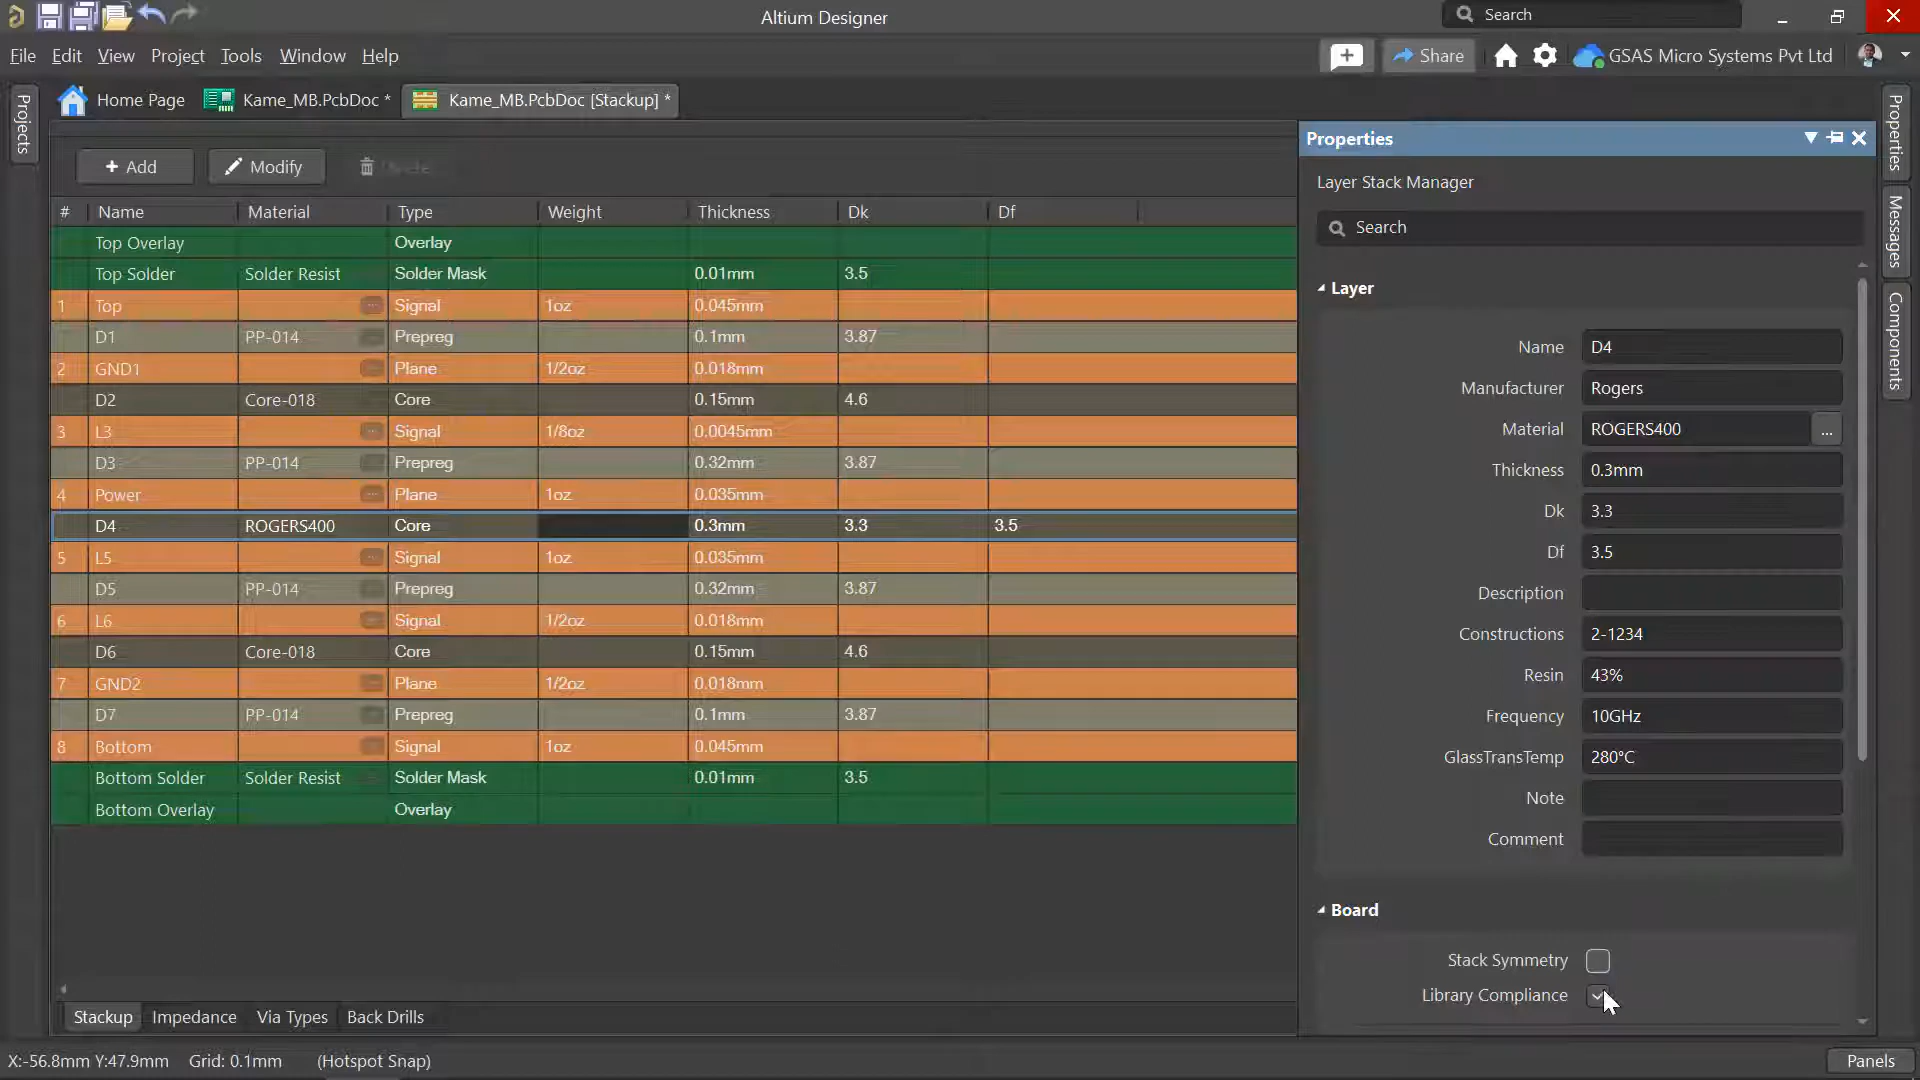 Altium Designer
Search
File Edit View Project Tools Window Help
Share
GSAS Micro Systems Pvt Ltd
Projects
Home Page
Kame_MB.PcbDoc *
Kame_MB.PcbDoc [Stackup] *
+ Add
Modify
# Name Material Type Weight Thickness Dk Df
Top Overlay Overlay
Top Solder Solder Resist Solder Mask 0.01mm 3.5
1 Top Signal 1oz 0.045mm
D1 PP-014 Prepreg 0.1mm 3.87
2 GND1 Plane 1/2oz 0.018mm
D2 Core-018 Core 0.15mm 4.6
3 L3 Signal 1/8oz 0.0045mm
D3 PP-014 Prepreg 0.32mm 3.87
4 Power Plane 1oz 0.035mm
D4 ROGERS400 Core 0.3mm 3.3 3.5
5 L5 Signal 1oz 0.035mm
D5 PP-014 Prepreg 0.32mm 3.87
6 L6 Signal 1/2oz 0.018mm
D6 Core-018 Core 0.15mm 4.6
7 GND2 Plane 1/2oz 0.018mm
D7 PP-014 Prepreg 0.1mm 3.87
8 Bottom Signal 1oz 0.045mm
Bottom Solder Solder Resist Solder Mask 0.01mm 3.5
Bottom Overlay Overlay
Stackup Impedance Via Types Back Drills
Properties
Layer Stack Manager
Search
Layer
Name D4
Manufacturer Rogers
Material ROGERS400 ...
Thickness 0.3mm
Dk 3.3
Df 3.5
Description
Constructions 2-1234
Resin 43%
Frequency 10GHz
GlassTransTemp 280°C
Note
Comment
Board
Stack Symmetry
Library Compliance
Properties
Messages
Components
X:-56.8mm Y:47.9mm Grid: 0.1mm (Hotspot Snap)
Panels